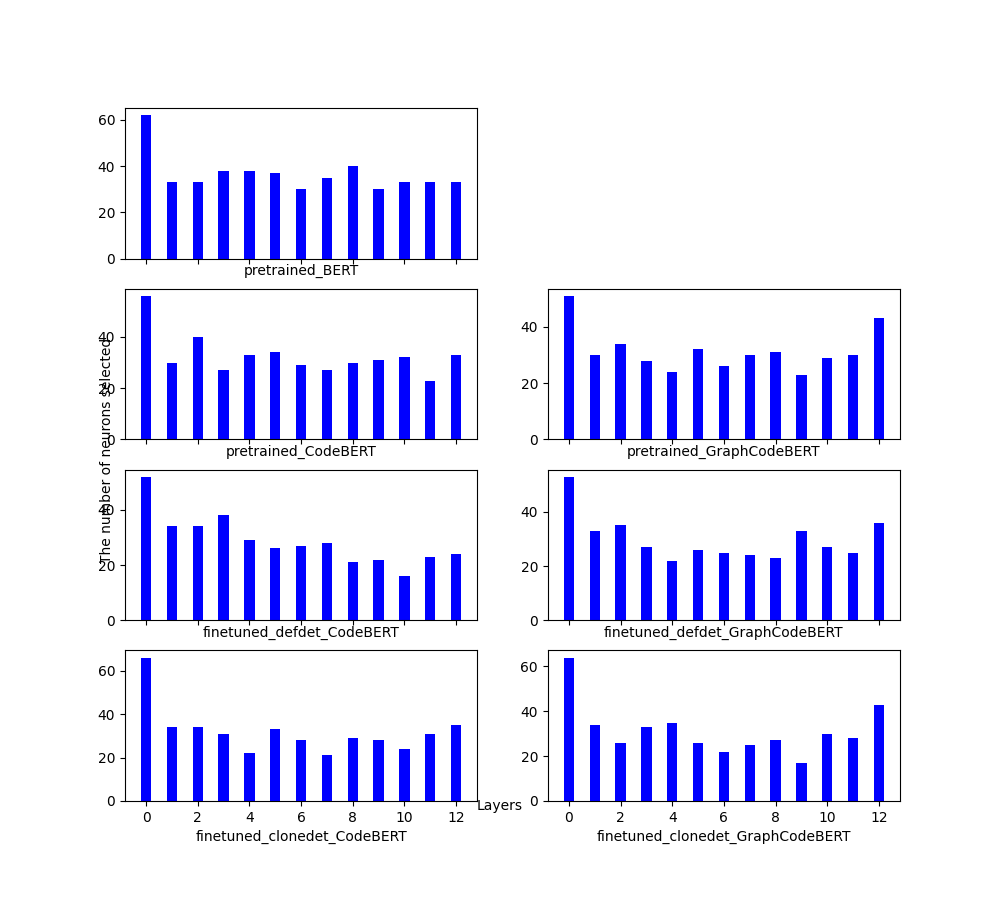 60
40
20
0
pretrained_BERT
40
20
0
pretrained_CodeBERT
40
20
0
pretrained_GraphCodeBERT
The number of neurons selected
40
20
0
finetuned_defdet_CodeBERT
40
20
0
finetuned_defdet_GraphCodeBERT
60
40
20
0
0 2 4 6 8 10 12
finetuned_clonedet_CodeBERT
Layers
60
40
20
0
0 2 4 6 8 10 12
finetuned_clonedet_GraphCodeBERT